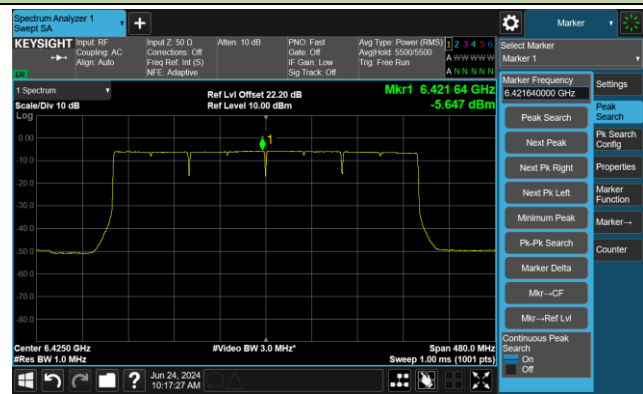 Spectrum Analyzer 1
Swept SA
Marker
KEYSIGHT
Input: RF
Coupling: AC
Align: Auto
Input Z: 50 Ω
Corrections: Off
Freq Ref: Int (S)
NFE: Adaptive
Atten: 10 dB
PNO: Fast
Gate: Off
IF Gain: Low
Sig Track: Off
Avg Type: Power (RMS)
Avg|Hold: 5500/5500
Trig: Free Run
1 2 3 4 5 6
A W W W W W
A N N N N N
LXI
Select Marker
Marker 1
1 Spectrum
Scale/Div 10 dB
Log
Ref Lvl Offset 22.20 dB
Ref Level 10.00 dBm
Mkr1 6.421 64 GHz
-5.647 dBm
1
0.00
-10.0
-20.0
-30.0
-40.0
-50.0
-60.0
-70.0
-80.0
Center 6.4250 GHz
#Res BW 1.0 MHz
#Video BW 3.0 MHz*
Span 480.0 MHz
Sweep 1.00 ms (1001 pts)
Marker Frequency
6.421640000 GHz
Peak Search
Next Peak
Next Pk Right
Next Pk Left
Minimum Peak
Pk-Pk Search
Marker Delta
Mkr→CF
Mkr→Ref Lvl
Continuous Peak
Search
On
Off
Settings
Peak
Search
Pk Search
Config
Properties
Marker
Function
Marker→
Counter
?
Jun 24, 2024
10:17:27 AM